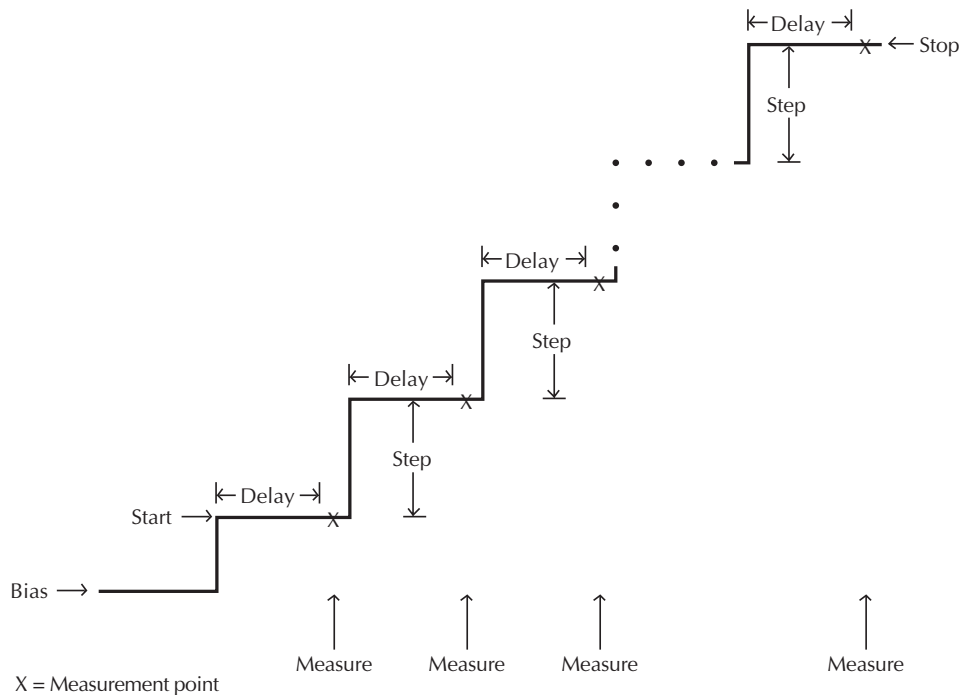 Delay
Stop
Step
Delay
Step
Delay
Step
Delay
Start
X
X
X
X
Bias
Measure
Measure
Measure
Measure
X = Measurement point